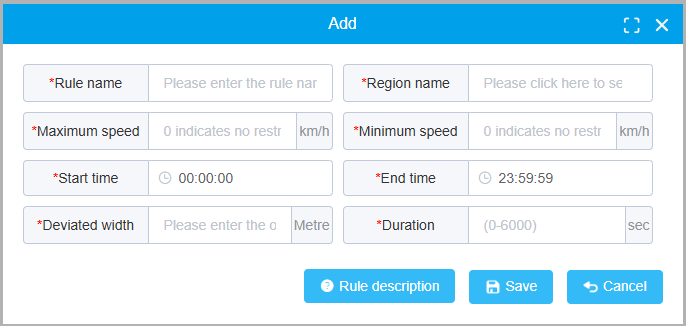 Add
*Rule name Please enter the rule nar *Region name Please click here to se
*Maximum speed 0 indicates no restr km/h *Minimum speed 0 indicates no restr km/h
*Start time 00:00:00 *End time 23:59:59
*Deviated width Please enter the o Metre *Duration (0-6000) sec
Rule description Save Cancel